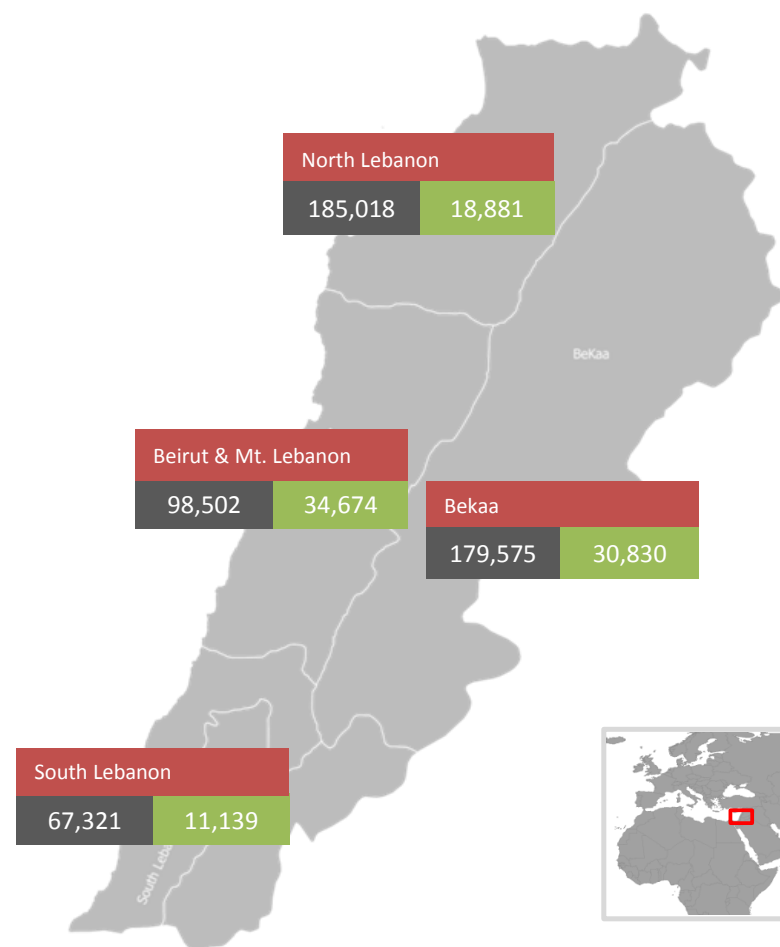 North Lebanon
185,018 18,881
BeKaa
Beirut & Mt. Lebanon
98,502 34,674
Bekaa
179,575 30,830
South Lebanon
67,321 11,139
South Leba